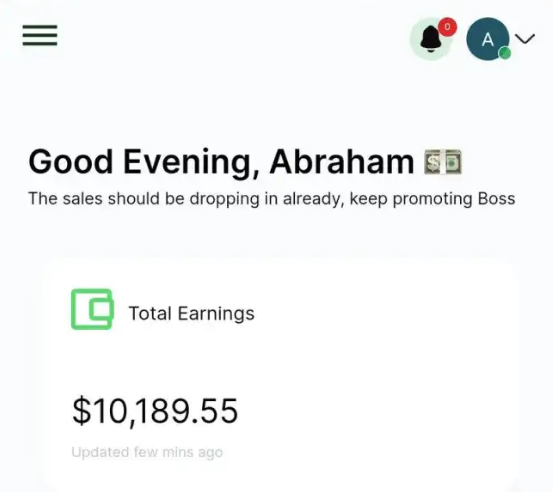 0
A
Good Evening, Abraham 💵
The sales should be dropping in already, keep promoting Boss
Total Earnings
$10,189.55
Updated few mins ago